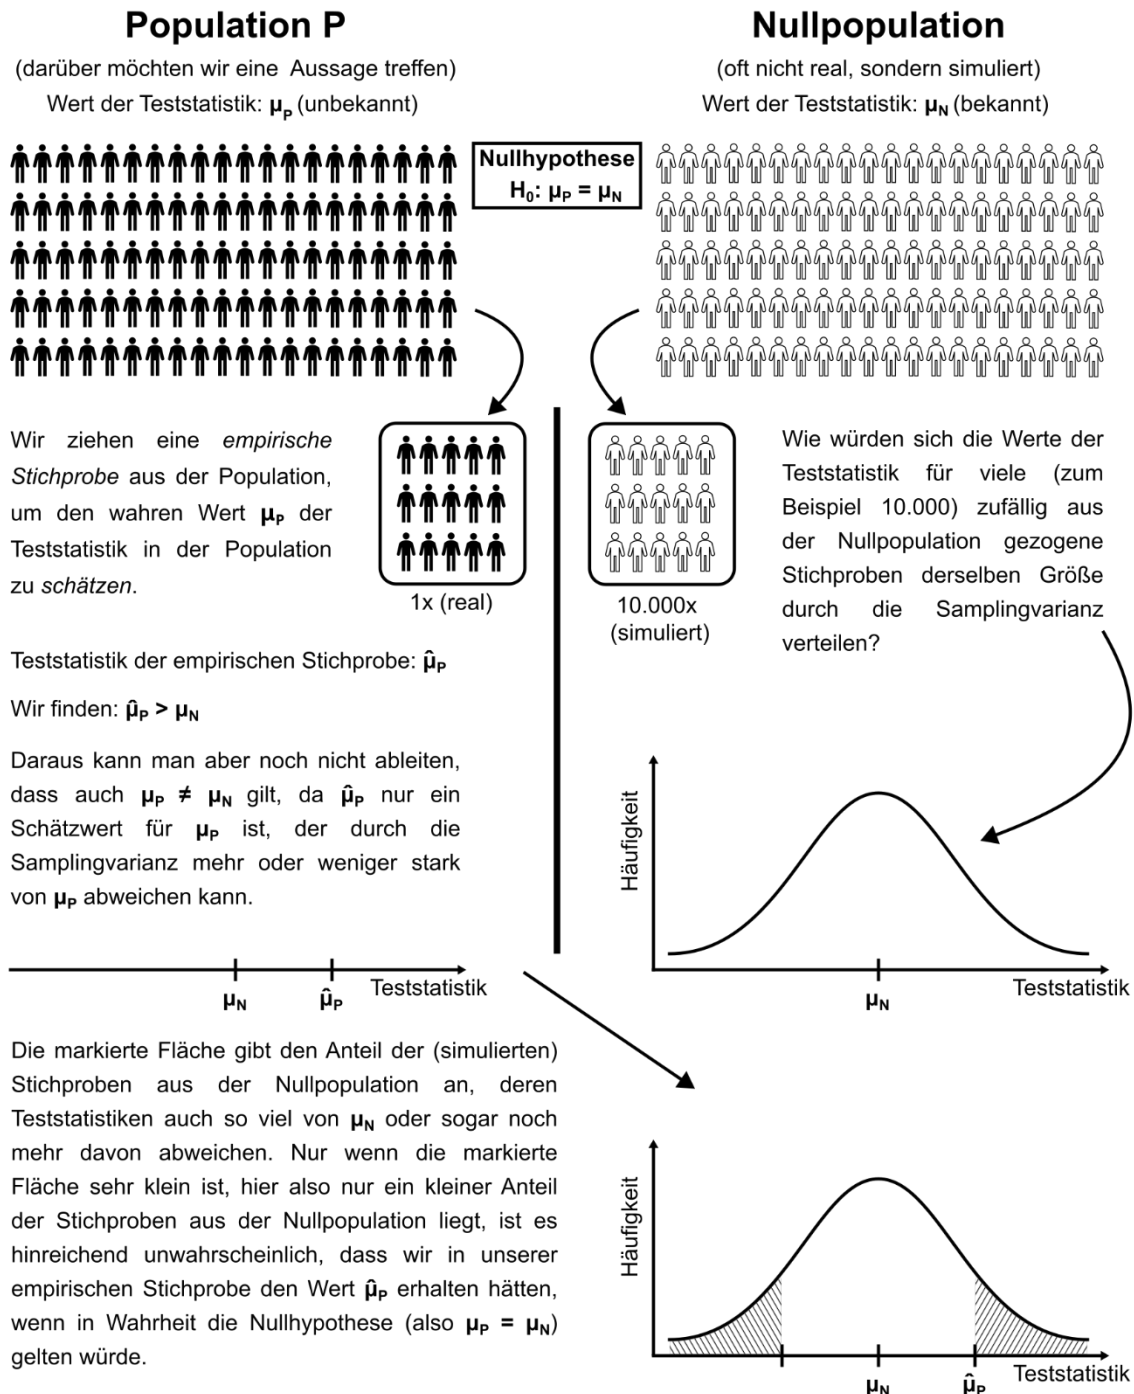 Population P
(darüber möchten wir eine Aussage treffen)
Wert der Teststatistik: μP (unbekannt)
Nullpopulation
(oft nicht real, sondern simuliert)
Wert der Teststatistik: μN (bekannt)
Nullhypothese
H0: μP = μN
Wir ziehen eine empirische
Stichprobe aus der Population,
um den wahren Wert μP der
Teststatistik in der Population
zu schätzen.
1x (real)
10.000x
(simuliert)
Wie würden sich die Werte der
Teststatistik für viele (zum
Beispiel 10.000) zufällig aus
der Nullpopulation gezogene
Stichproben derselben Größe
durch die Samplingvarianz
verteilen?
Teststatistik der empirischen Stichprobe: μ̂P
Wir finden: μ̂P > μN
Daraus kann man aber noch nicht ableiten,
dass auch μP ≠ μN gilt, da μ̂P nur ein
Schätzwert für μP ist, der durch die
Samplingvarianz mehr oder weniger stark
von μP abweichen kann.
μN
μ̂P
Teststatistik
Häufigkeit
μN
Teststatistik
Die markierte Fläche gibt den Anteil der (simulierten)
Stichproben aus der Nullpopulation an, deren
Teststatistiken auch so viel von μN oder sogar noch
mehr davon abweichen. Nur wenn die markierte
Fläche sehr klein ist, hier also nur ein kleiner Anteil
der Stichproben aus der Nullpopulation liegt, ist es
hinreichend unwahrscheinlich, dass wir in unserer
empirischen Stichprobe den Wert μ̂P erhalten hätten,
wenn in Wahrheit die Nullhypothese (also μP = μN)
gelten würde.
Häufigkeit
μN
μ̂P
Teststatistik